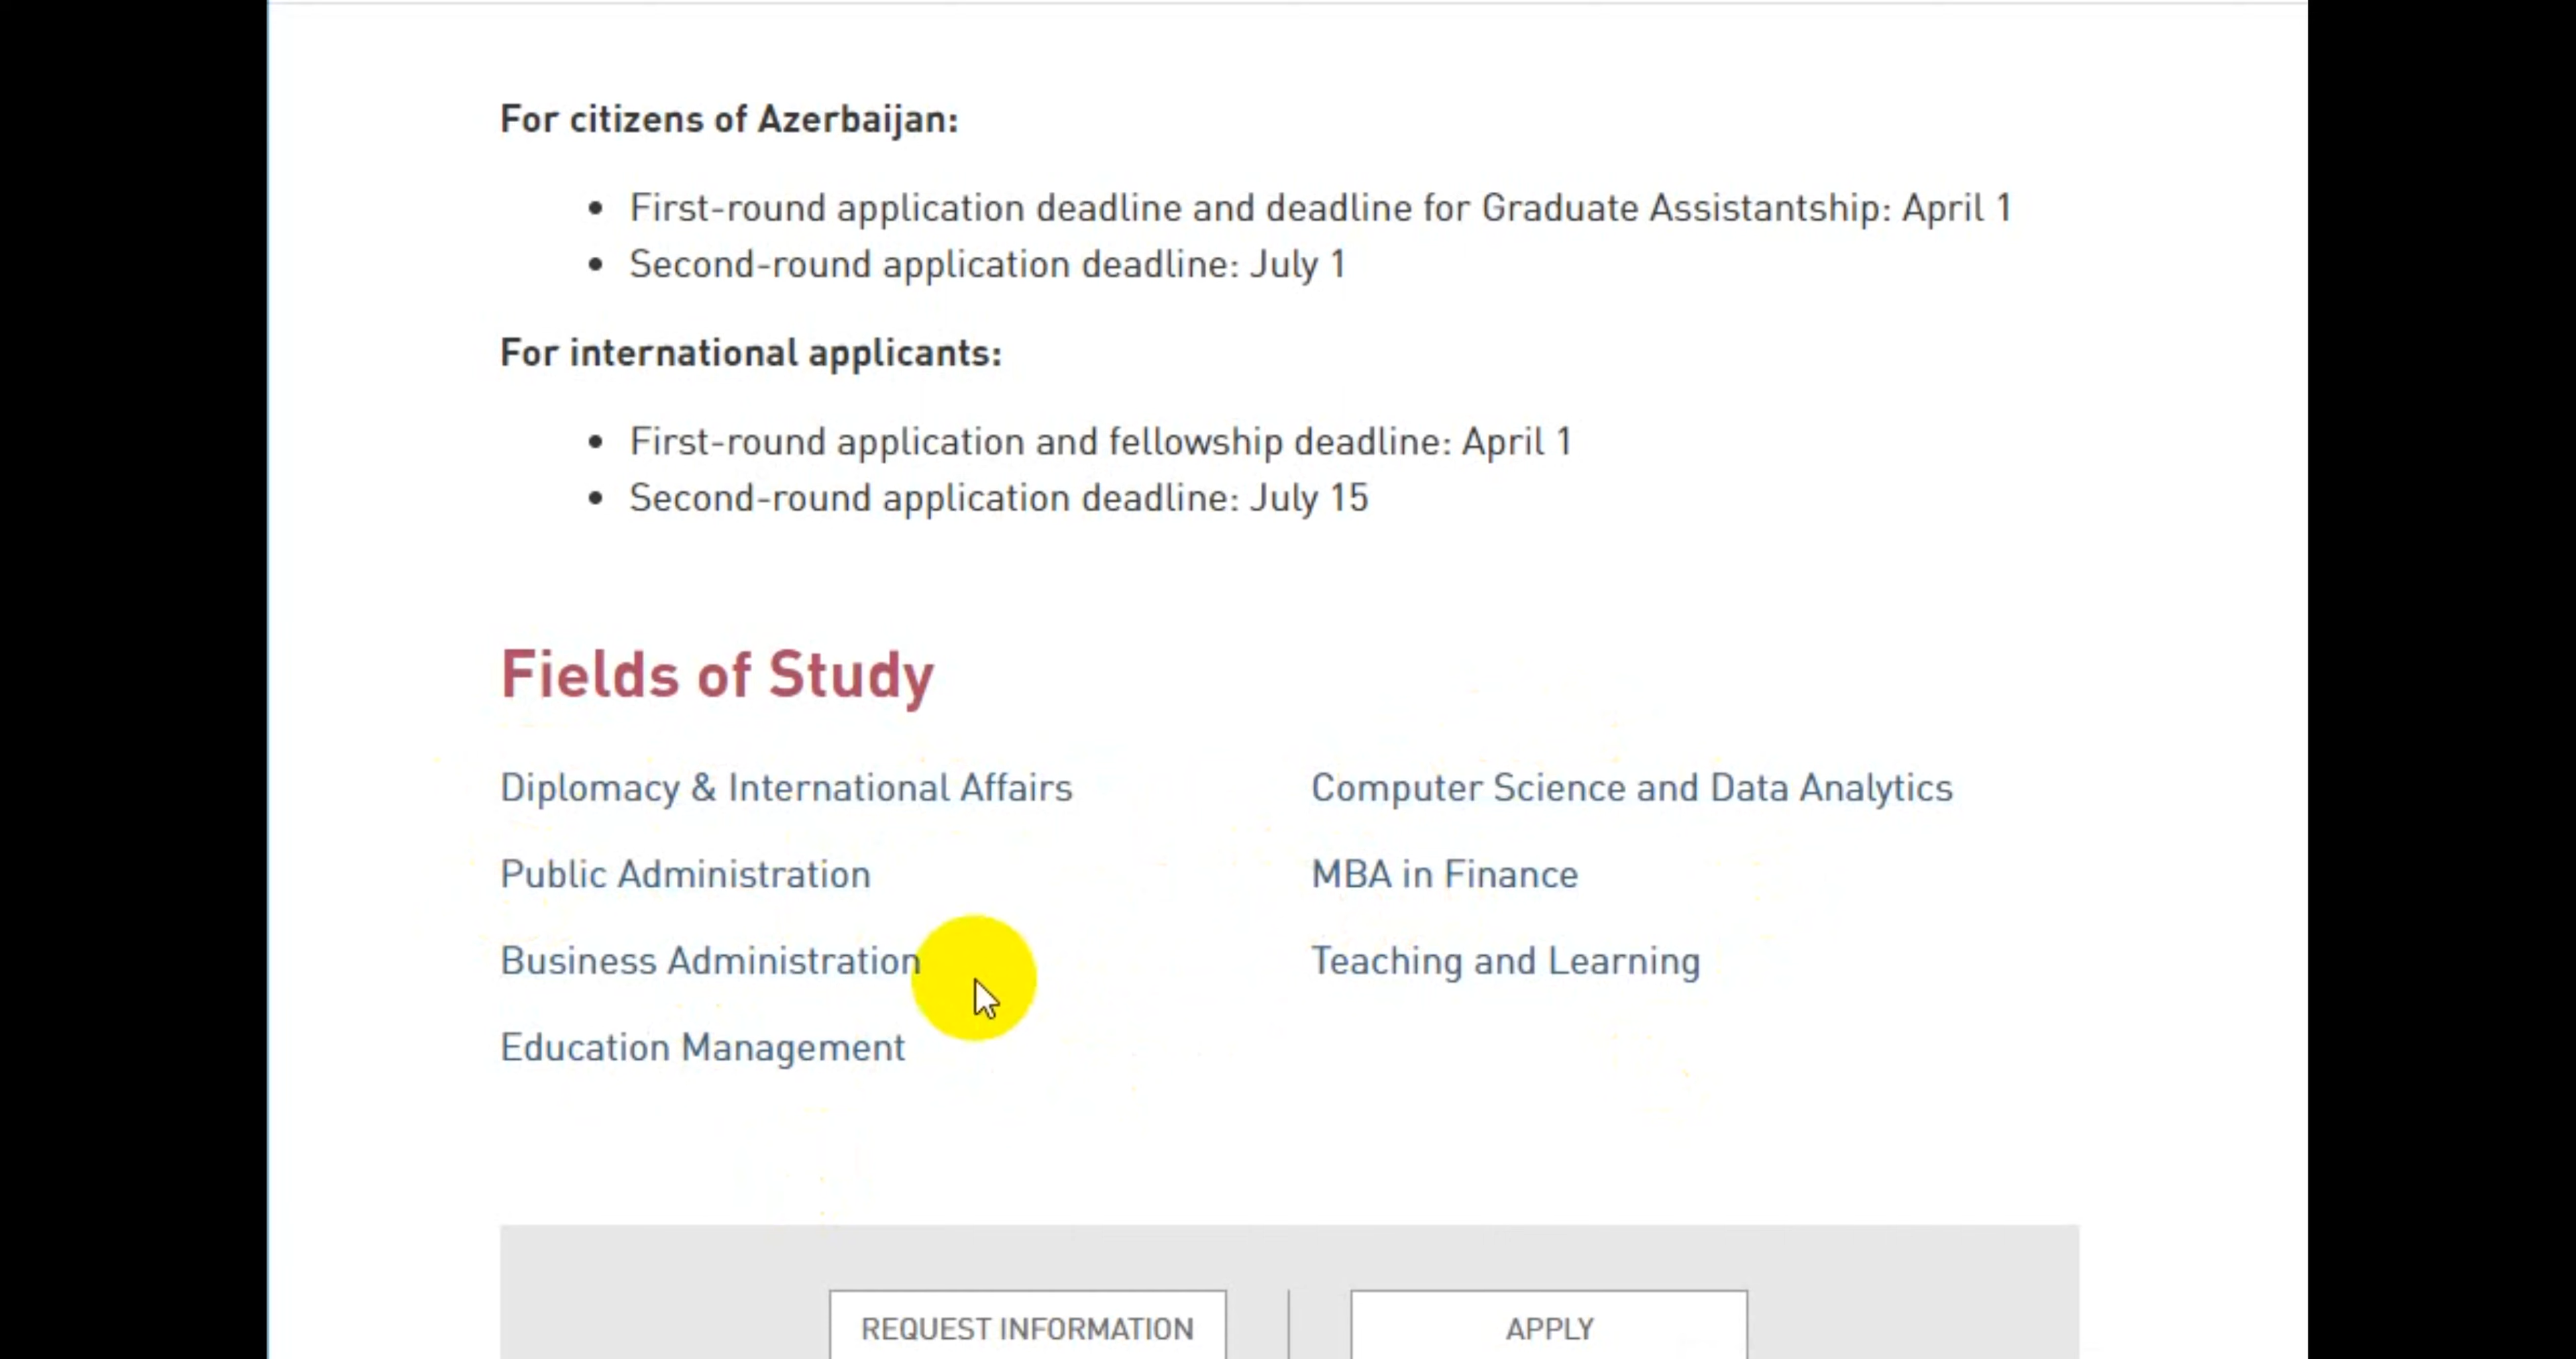 For citizens of Azerbaijan:
• First-round application deadline and deadline for Graduate Assistantship: April 1
• Second-round application deadline: July 1
For international applicants:
• First-round application and fellowship deadline: April 1
• Second-round application deadline: July 15
Fields of Study
Diplomacy & International Affairs
Public Administration
Business Administration
Education Management
Computer Science and Data Analytics
MBA in Finance
Teaching and Learning
REQUEST INFORMATION
APPLY